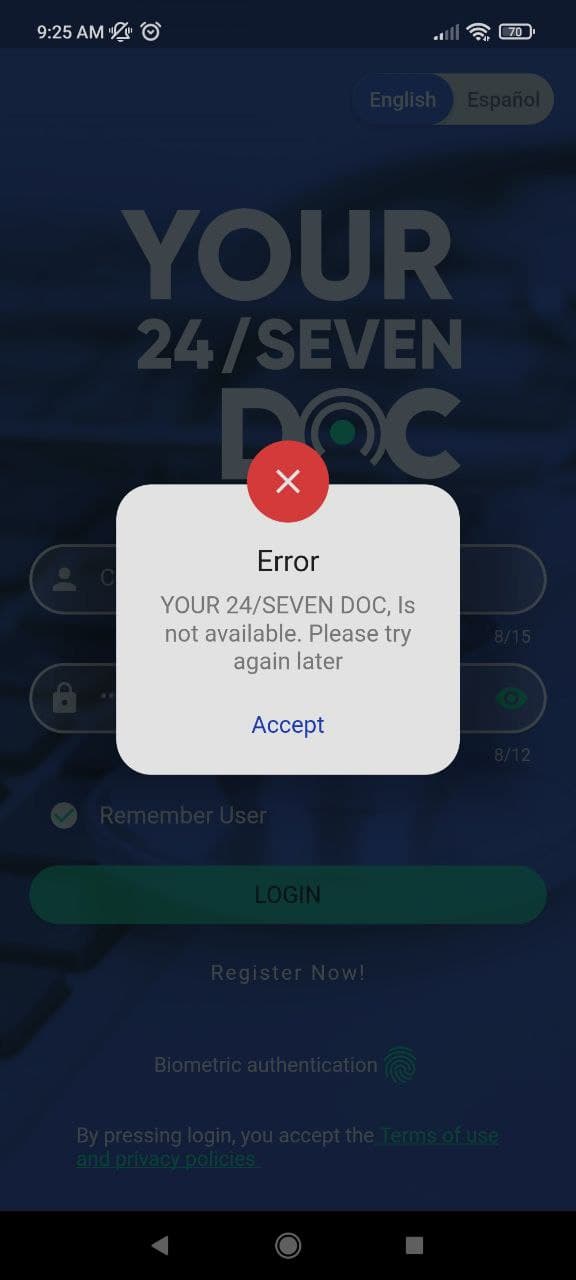 9:25 AM
70
English Español
YOUR
24/SEVEN
DOC
Error
YOUR 24/SEVEN DOC, Is
not available. Please try
again later
Accept
C
8/15
8/12
Remember User
LOGIN
Register Now!
Biometric authentication
By pressing login, you accept the Terms of use
and privacy policies